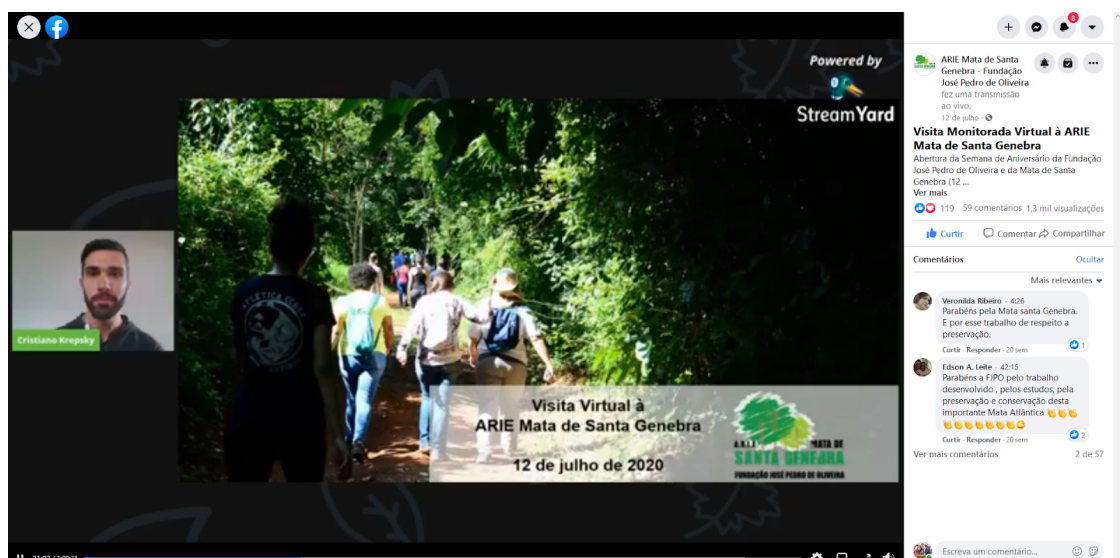 Powered by
StreamYard
ATLÉTICA
Cristiano Krepsky
Visita Virtual à
ARIE Mata de Santa Genebra
12 de julho de 2020
A.R.I.E. MATA DE
SANTA GENEBRA
FUNDAÇÃO JOSÉ PEDRO DE OLIVEIRA
8
ARIE Mata de Santa
Genebra - Fundação
José Pedro de Oliveira
fez uma transmissão
ao vivo.
12 de julho ·
Visita Monitorada Virtual à ARIE
Mata de Santa Genebra
Abertura da Semana de Aniversário da Fundação
José Pedro de Oliveira e da Mata de Santa
Genebra (12 ...
Ver mais
119 59 comentários 1,3 mil visualizações
Curtir Comentar Compartilhar
Comentários Ocultar
Mais relevantes
Veronilda Ribeiro · 4:26
Parabéns pela Mata santa Genebra.
E por esse trabalho de respeito a
preservação.
Curtir · Responder · 20 sem 1
Edson A. Leite · 42:15
Parabéns a FJPO pelo trabalho
desenvolvido , pelos estudos, pela
preservação e conservação desta
importante Mata Atlântica 👏👏👏
👏👏👏👏👏👏👏😀
Curtir · Responder · 20 sem 2
Ver mais comentários 2 de 57
Escreva um comentário...